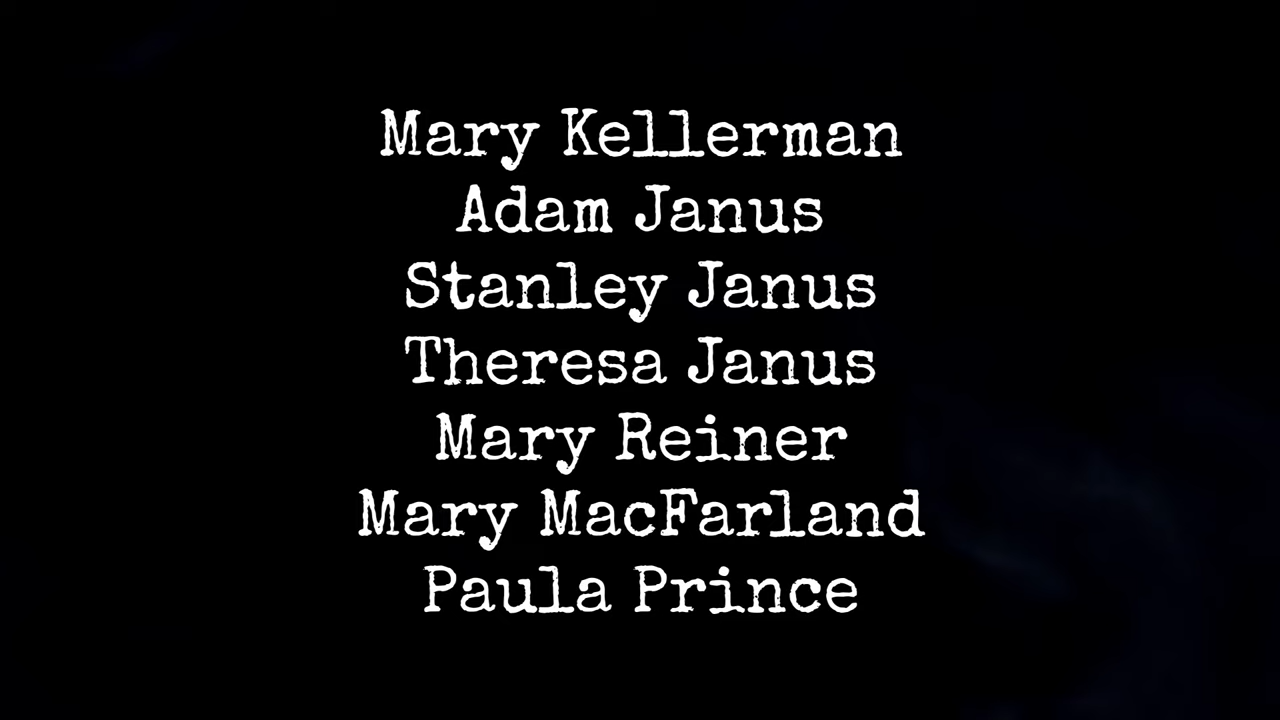 Mary Kellerman
Adam Janus
Stanley Janus
Theresa Janus
Mary Reiner
Mary MacFarland
Paula Prince